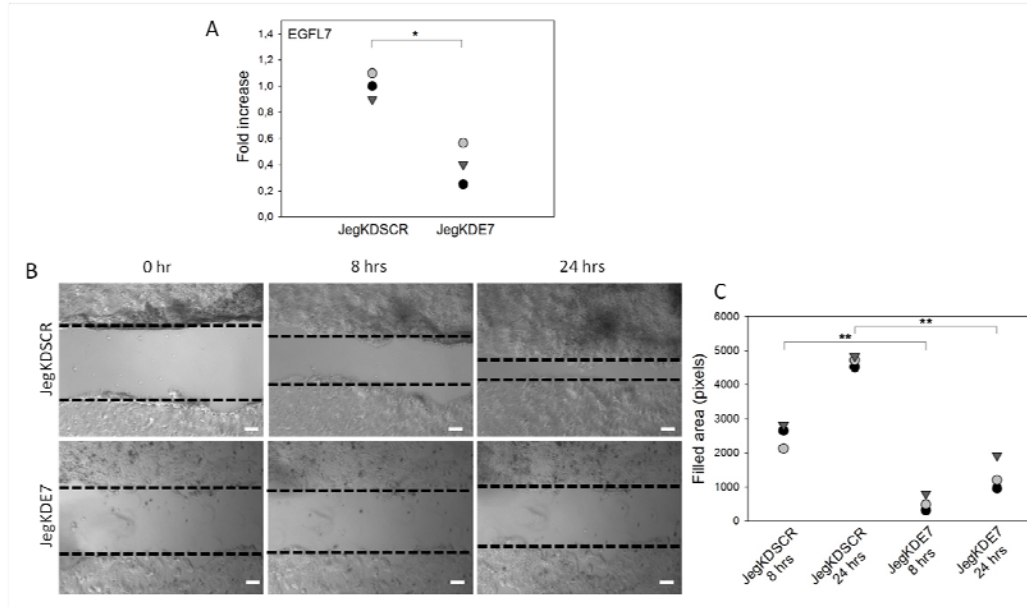 A
EGFL7
*
Fold increase
1,4
1,2
1,0
0,8
0,6
0,4
0,2
0,0
JegKDSCR JegKDE7
B
0 hr 8 hrs 24 hrs
JegKDSCR
JegKDE7
C
Filled area (pixels)
6000
5000
4000
3000
2000
1000
0
**
**
JegKDSCR
8 hrs
JegKDSCR
24 hrs
JegKDE7
8 hrs
JegKDE7
24 hrs